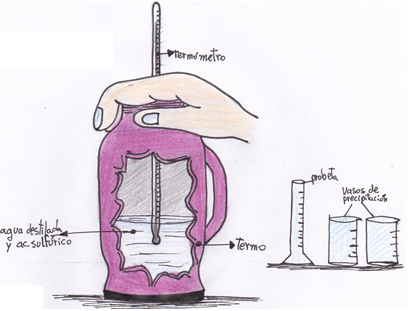 termómetro
probeta
vasos de
precipitación
agua destilada
y ac. sulfúrico
termo